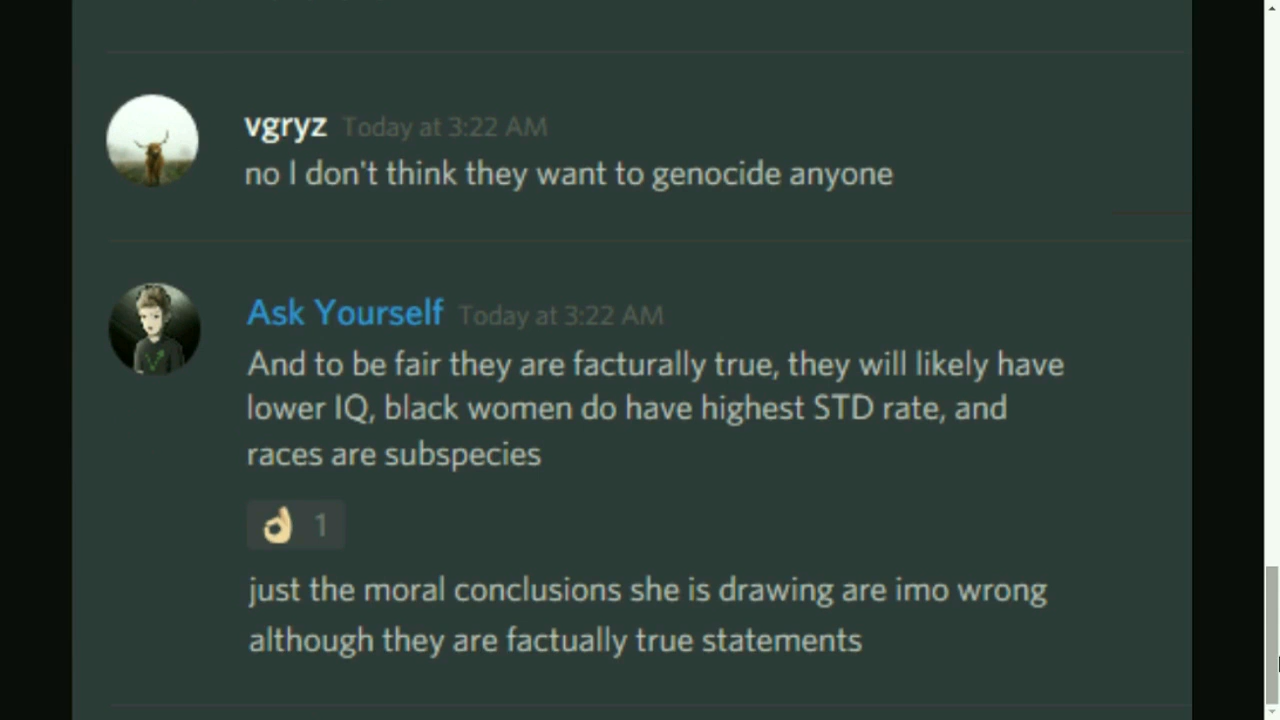 vgryz Today at 3:22 AM
no I don't think they want to genocide anyone
Ask Yourself Today at 3:22 AM
And to be fair they are facturally true, they will likely have
lower IQ, black women do have highest STD rate, and
races are subspecies
👌🏼 1
just the moral conclusions she is drawing are imo wrong
although they are factually true statements